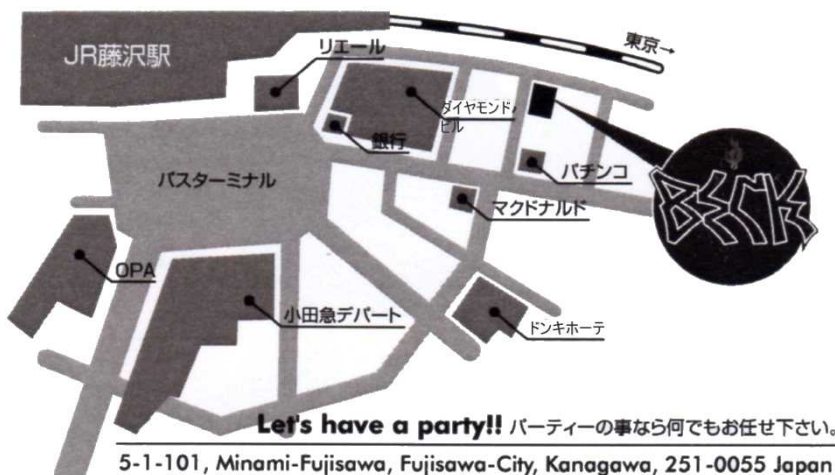 JR藤沢駅
リエール
東京→
ダイヤモンド
ビル
銀行
パチンコ
バスターミナル
マクドナルド
BECK
OPA
小田急デパート
ドンキホーテ
Let's have a party!! パーティーの事なら何でもお任せ下さい。
5-1-101, Minami-Fujisawa, Fujisawa-City, Kanagawa, 251-0055 Japan